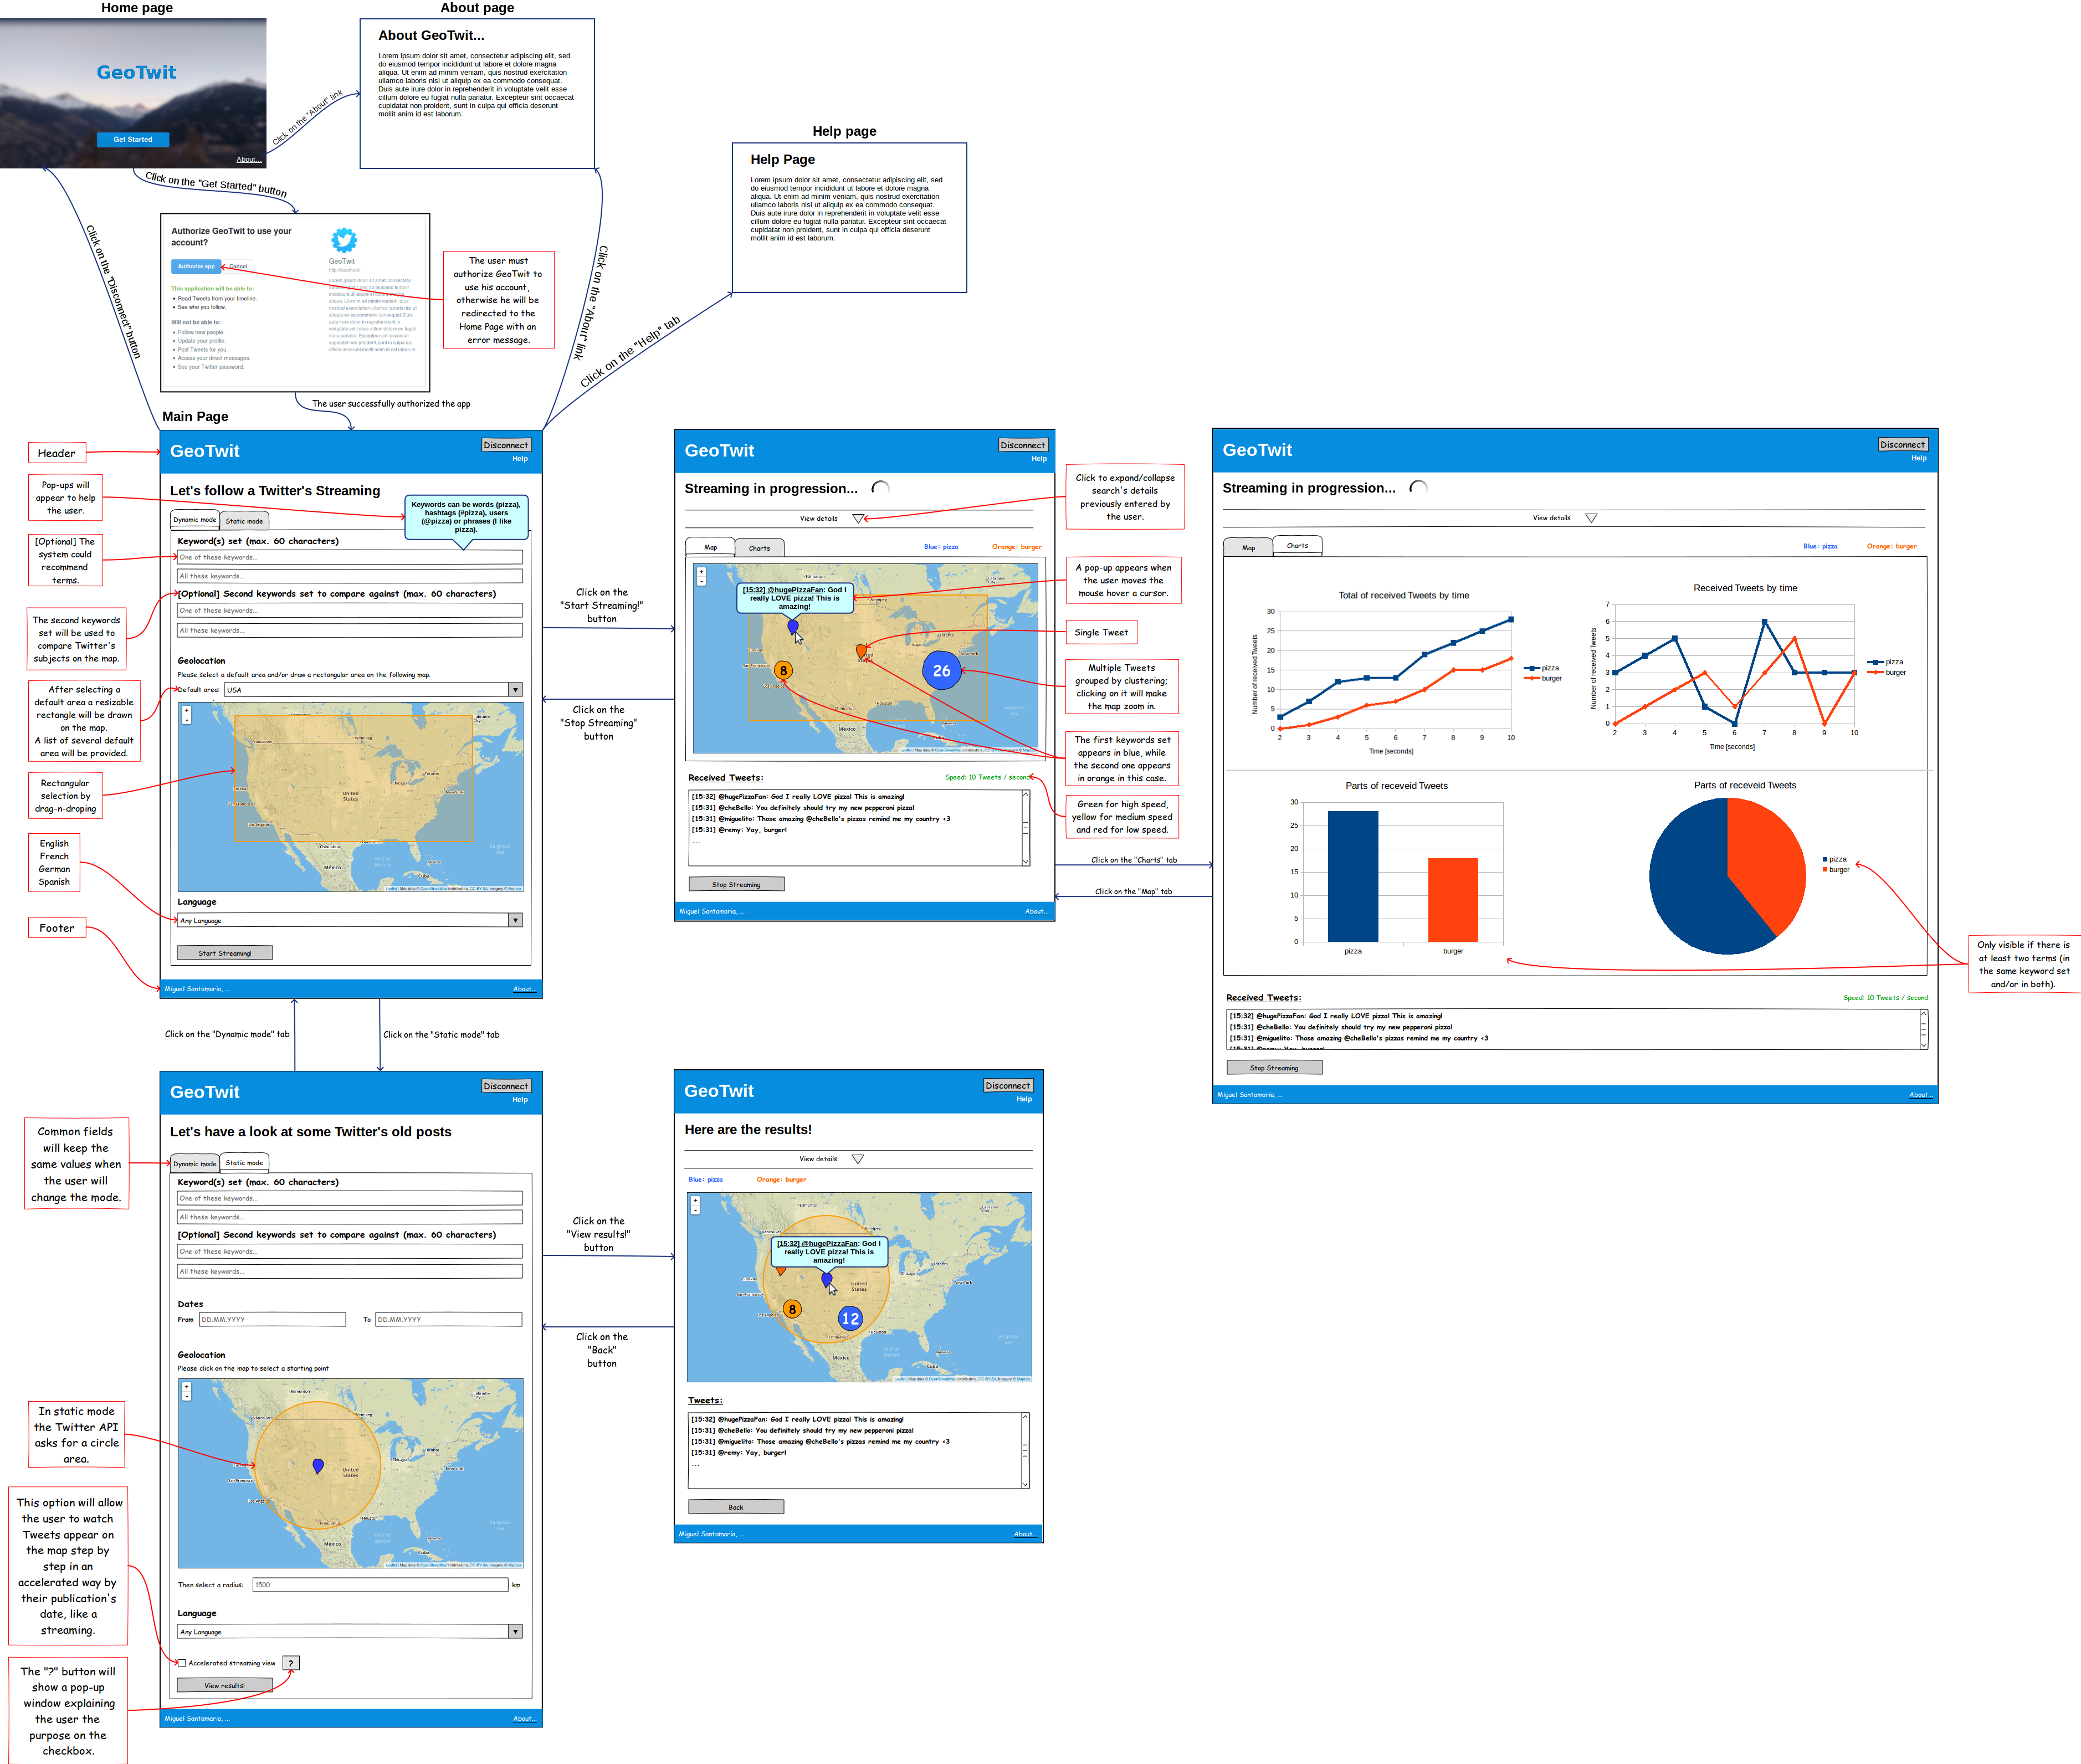 Home page
GeoTwit
Get Started
About...
Click on the "About" link
About page
About GeoTwit...
Lorem ipsum dolor sit amet, consectetur adipiscing elit, sed
do eiusmod tempor incididunt ut labore et dolore magna
aliqua. Ut enim ad minim veniam, quis nostrud exercitation
ullamco laboris nisi ut aliquip ex ea commodo consequat.
Duis aute irure dolor in reprehenderit in voluptate velit esse
cillum dolore eu fugiat nulla pariatur. Excepteur sint occaecat
cupidatat non proident, sunt in culpa qui officia deserunt
mollit anim id est laborum.
Help page
Help Page
Lorem ipsum dolor sit amet, consectetur adipiscing elit, sed
do eiusmod tempor incididunt ut labore et dolore magna
aliqua. Ut enim ad minim veniam, quis nostrud exercitation
ullamco laboris nisi ut aliquip ex ea commodo consequat.
Duis aute irure dolor in reprehenderit in voluptate velit esse
cillum dolore eu fugiat nulla pariatur. Excepteur sint occaecat
cupidatat non proident, sunt in culpa qui officia deserunt
mollit anim id est laborum.
Click on the "Get Started" button
Click on the "Disconnect" button
Click on the "About" link
Click on the "Help" tab
Authorize GeoTwit to use your
account?
Authorize app
Cancel
This application will be able to:
Read Tweets from your timeline.
See who you follow.
Will not be able to:
Follow new people.
Update your profile.
Post Tweets for you.
Access your direct messages.
See your Twitter password.
GeoTwit
http://localhost/
The user must
authorize GeoTwit to
use his account,
otherwise he will be
redirected to the
Home Page with an
error message.
The user successfully authorized the app
Main Page
GeoTwit
Disconnect
Help
Let's follow a Twitter's Streaming
Keywords can be words (pizza),
hashtags (#pizza), users
(@pizza) or phrases (I like
pizza).
Dynamic mode
Static mode
Keyword(s) set (max. 60 characters)
One of these keywords...
All these keywords...
[Optional] Second keywords set to compare against (max. 60 characters)
One of these keywords...
All these keywords...
Geolocation
Please select a default area and/or draw a rectangular area on the following map.
Default area:
USA
Language
Any Language
Start Streaming!
Miguel Santamaria, ...
About...
Header
Pop-ups will
appear to help
the user.
[Optional] The
system could
recommend
terms.
The second keywords
set will be used to
compare Twitter's
subjects on the map.
After selecting a
default area a resizable
rectangle will be drawn
on the map.
A list of several default
area will be provided.
Rectangular
selection by
drag-n-droping
English
French
German
Spanish
Footer
Click on the
"Start Streaming!"
button
Click on the
"Stop Streaming"
button
GeoTwit
Disconnect
Help
Streaming in progression...
View details
Map
Charts
Blue: pizza
Orange: burger
[15:32] @hugePizzaFan: God I
really LOVE pizza! This is
amazing!
8
26
Received Tweets:
Speed: 10 Tweets / second
[15:32] @hugePizzaFan: God I really LOVE pizza! This is amazing!
[15:31] @cheBello: You definitely should try my new pepperoni pizza!
[15:31] @miguelito: Those amazing @cheBello's pizzas remind me my country <3
[15:31] @remy: Yay, burger!
...
Stop Streaming
Miguel Santamaria, ...
About...
Click to expand/collapse
search's details
previously entered by
the user.
A pop-up appears when
the user moves the
mouse hover a cursor.
Single Tweet
Multiple Tweets
grouped by clustering;
clicking on it will make
the map zoom in.
The first keywords set
appears in blue, while
the second one appears
in orange in this case.
Green for high speed,
yellow for medium speed
and red for low speed.
Click on the "Charts" tab
Click on the "Map" tab
GeoTwit
Disconnect
Help
Streaming in progression...
View details
Map
Charts
Blue: pizza
Orange: burger
Total of received Tweets by time
Number of received Tweets
30
25
20
15
10
5
0
2 3 4 5 6 7 8 9 10
Time [seconds]
pizza
burger
Received Tweets by time
Number of received Tweets
7
6
5
4
3
2
1
0
2 3 4 5 6 7 8 9 10
Time [seconds]
pizza
burger
Parts of receveid Tweets
30
25
20
15
10
5
0
pizza
burger
Parts of receveid Tweets
pizza
burger
Only visible if there is
at least two terms (in
the same keyword set
and/or in both).
Received Tweets:
Speed: 10 Tweets / second
[15:32] @hugePizzaFan: God I really LOVE pizza! This is amazing!
[15:31] @cheBello: You definitely should try my new pepperoni pizza!
[15:31] @miguelito: Those amazing @cheBello's pizzas remind me my country <3
[15:31] @remy: Yay, burger!
Stop Streaming
Miguel Santamaria, ...
About...
Click on the "Dynamic mode" tab
Click on the "Static mode" tab
GeoTwit
Disconnect
Help
Let's have a look at some Twitter's old posts
Dynamic mode
Static mode
Keyword(s) set (max. 60 characters)
One of these keywords...
All these keywords...
[Optional] Second keywords set to compare against (max. 60 characters)
One of these keywords...
All these keywords...
Dates
From
DD.MM.YYYY
To
DD.MM.YYYY
Geolocation
Please click on the map to select a starting point
Then select a radius:
1500
km
Language
Any Language
Accelerated streaming view
?
View results!
Miguel Santamaria, ...
About...
Common fields
will keep the
same values when
the user will
change the mode.
In static mode
the Twitter API
asks for a circle
area.
This option will allow
the user to watch
Tweets appear on
the map step by
step in an
accelerated way by
their publication's
date, like a
streaming.
The "?" button will
show a pop-up
window explaining
the user the
purpose on the
checkbox.
Click on the
"View results!"
button
Click on the
"Back"
button
GeoTwit
Disconnect
Help
Here are the results!
View details
Blue: pizza
Orange: burger
[15:32] @hugePizzaFan: God I
really LOVE pizza! This is
amazing!
8
12
Tweets:
[15:32] @hugePizzaFan: God I really LOVE pizza! This is amazing!
[15:31] @cheBello: You definitely should try my new pepperoni pizza!
[15:31] @miguelito: Those amazing @cheBello's pizzas remind me my country <3
[15:31] @remy: Yay, burger!
...
Back
Miguel Santamaria, ...
About...